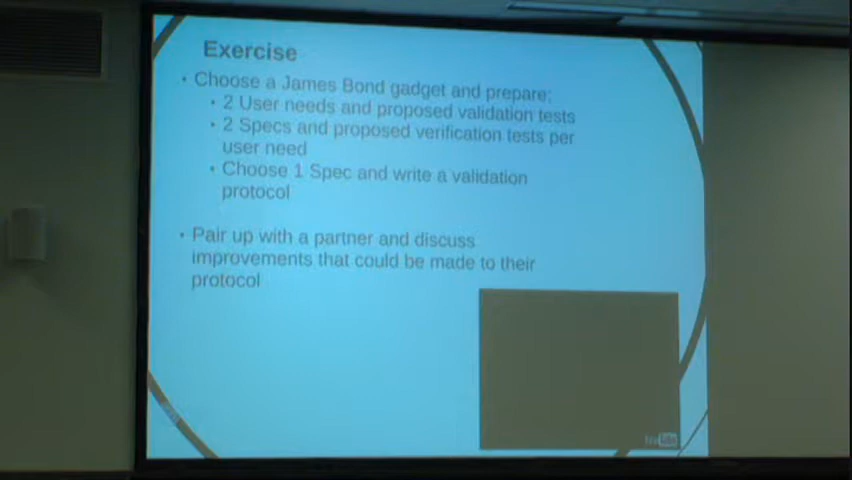 Exercise
• Choose a James Bond gadget and prepare:
• 2 User needs and proposed validation tests
• 2 Specs and proposed verification tests per
user need
• Choose 1 Spec and write a validation
protocol
• Pair up with a partner and discuss
improvements that could be made to their
protocol